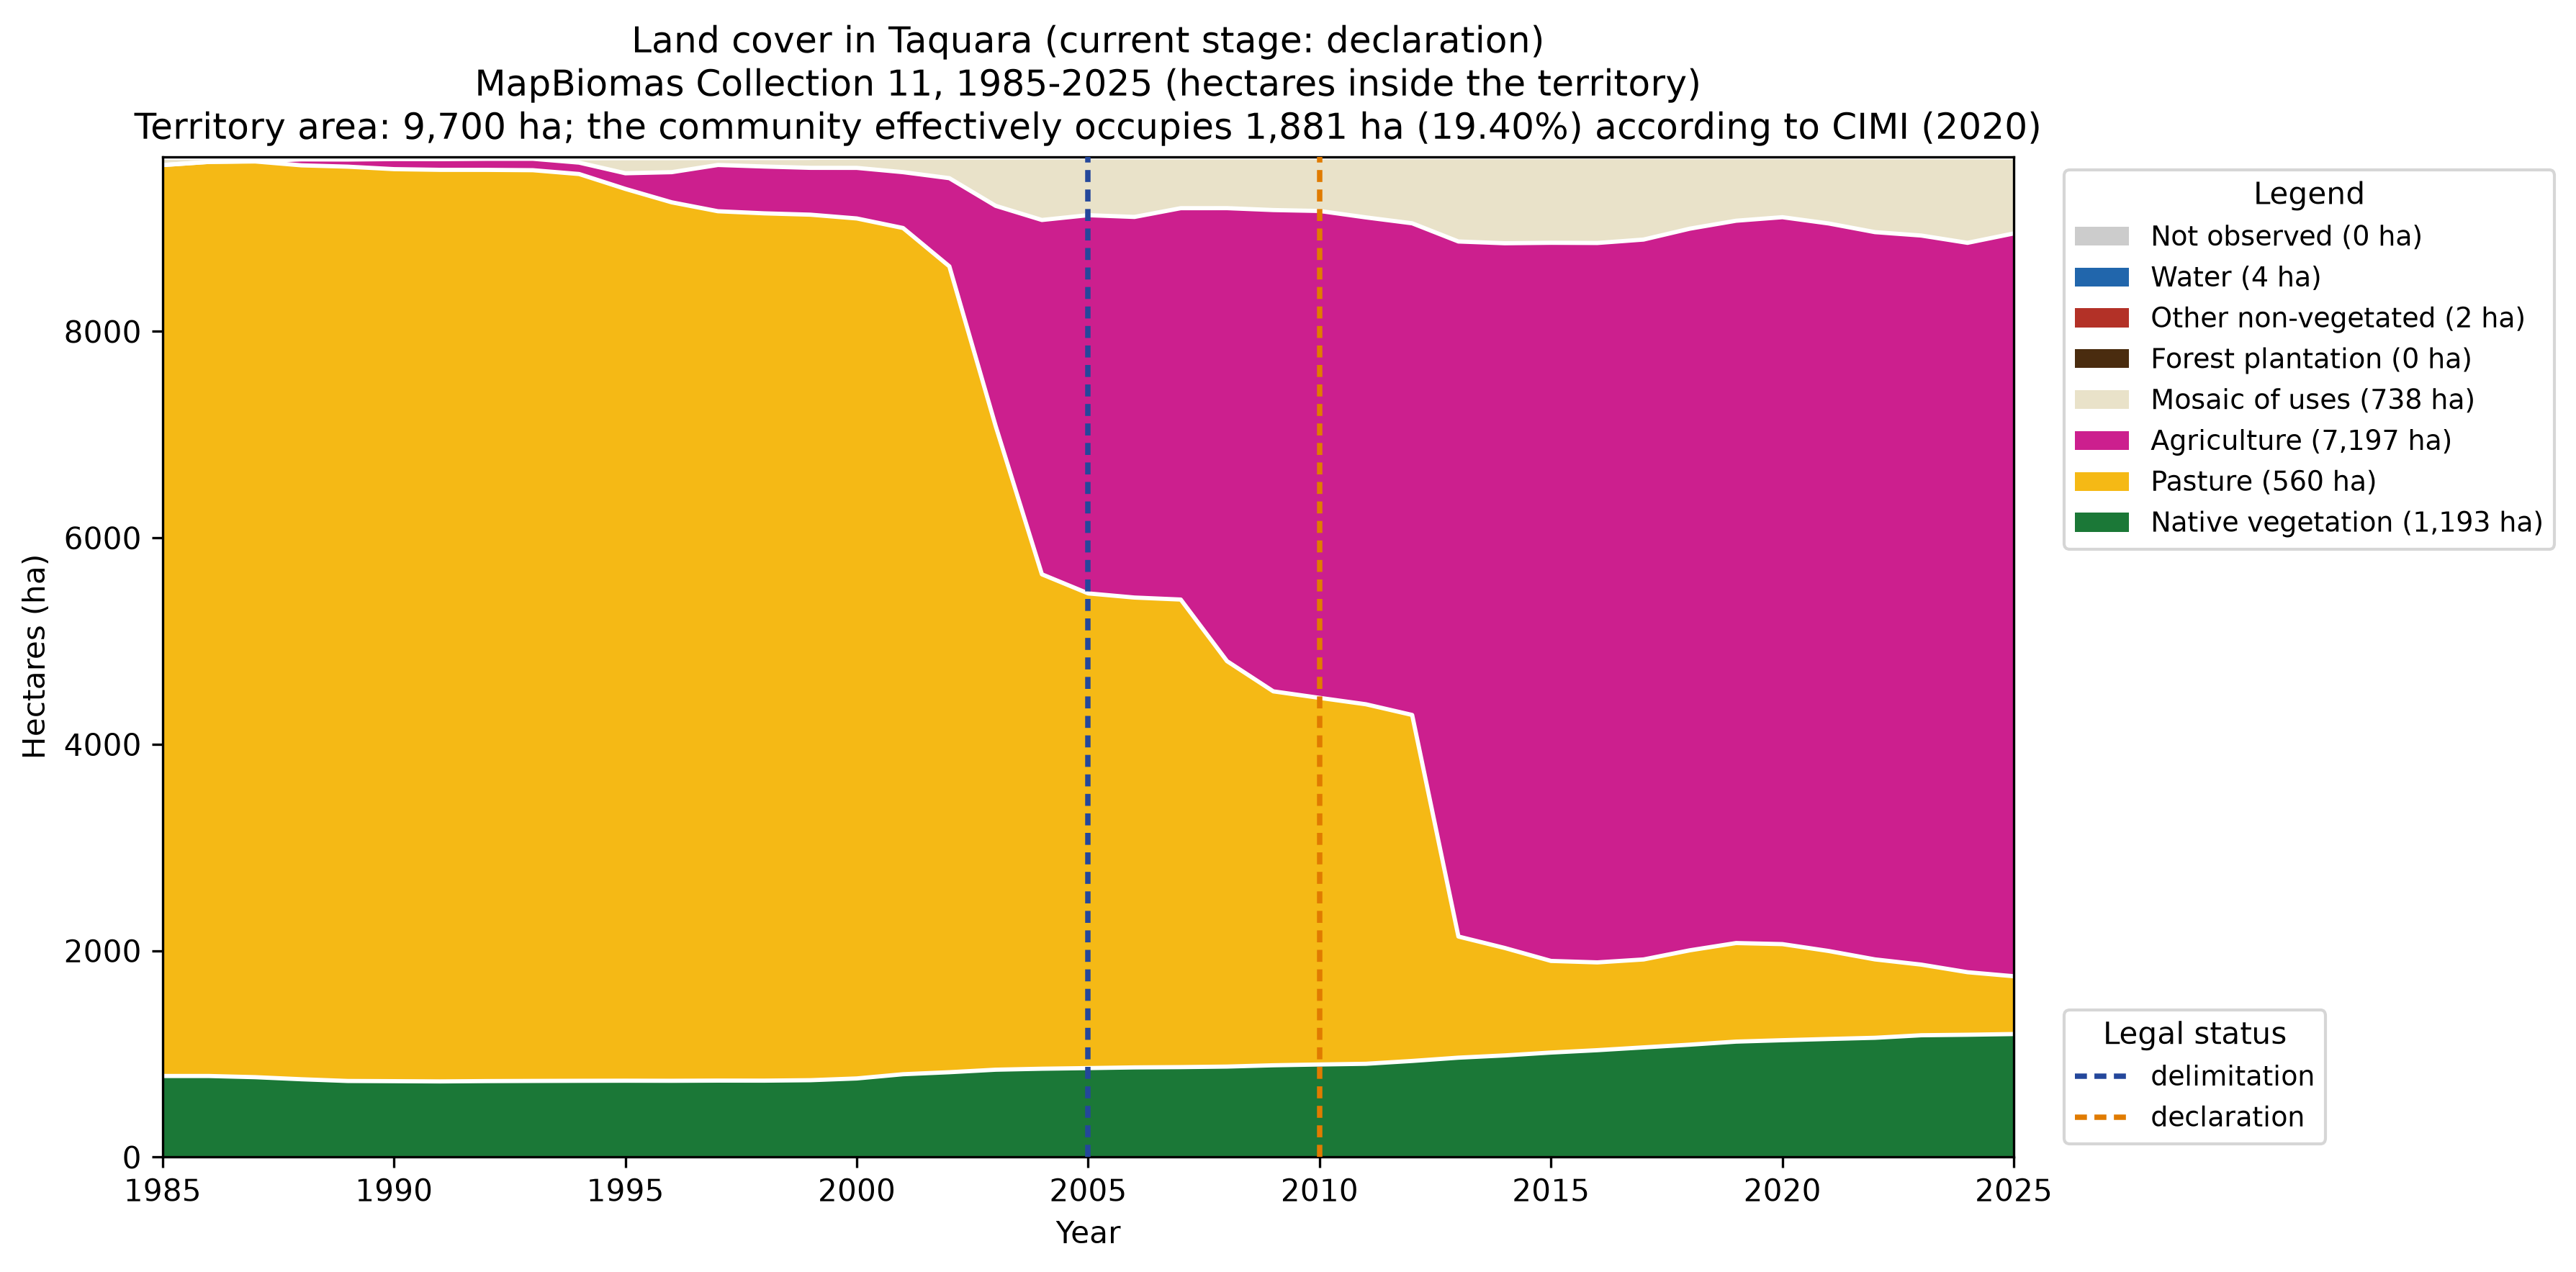 Land cover in Taquara (current stage: declaration)
MapBiomas Collection 11, 1985-2025 (hectares inside the territory)
Territory area: 9,700 ha; the community effectively occupies 1,881 ha (19.40%) according to CIMI (2020)
Hectares (ha)
8000
6000
4000
2000
0
1985
1990
1995
2000
2005
2010
2015
2020
2025
Year
Legend
Not observed (0 ha)
Water (4 ha)
Other non-vegetated (2 ha)
Forest plantation (0 ha)
Mosaic of uses (738 ha)
Agriculture (7,197 ha)
Pasture (560 ha)
Native vegetation (1,193 ha)
Legal status
delimitation
declaration